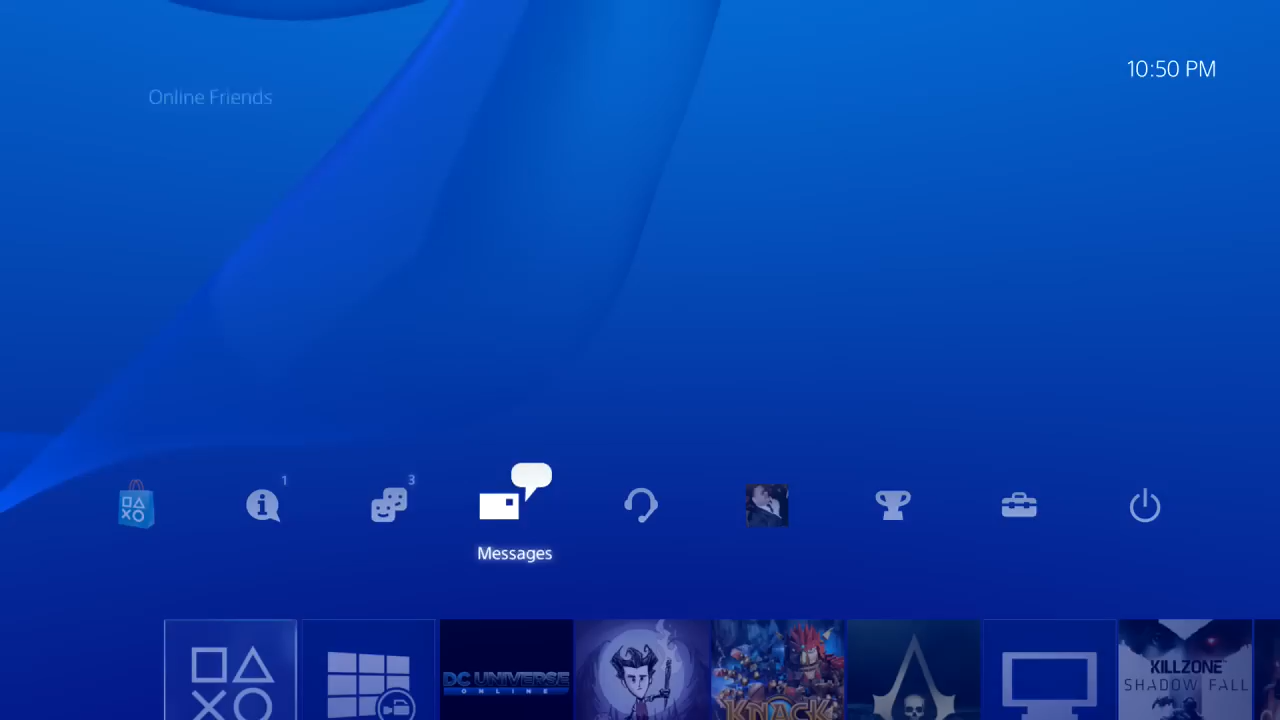 10:50 PM
Online Friends
1
3
Messages
DC UNIVERSE
ONLINE
KNACK
KILLZONE
SHADOW FALL